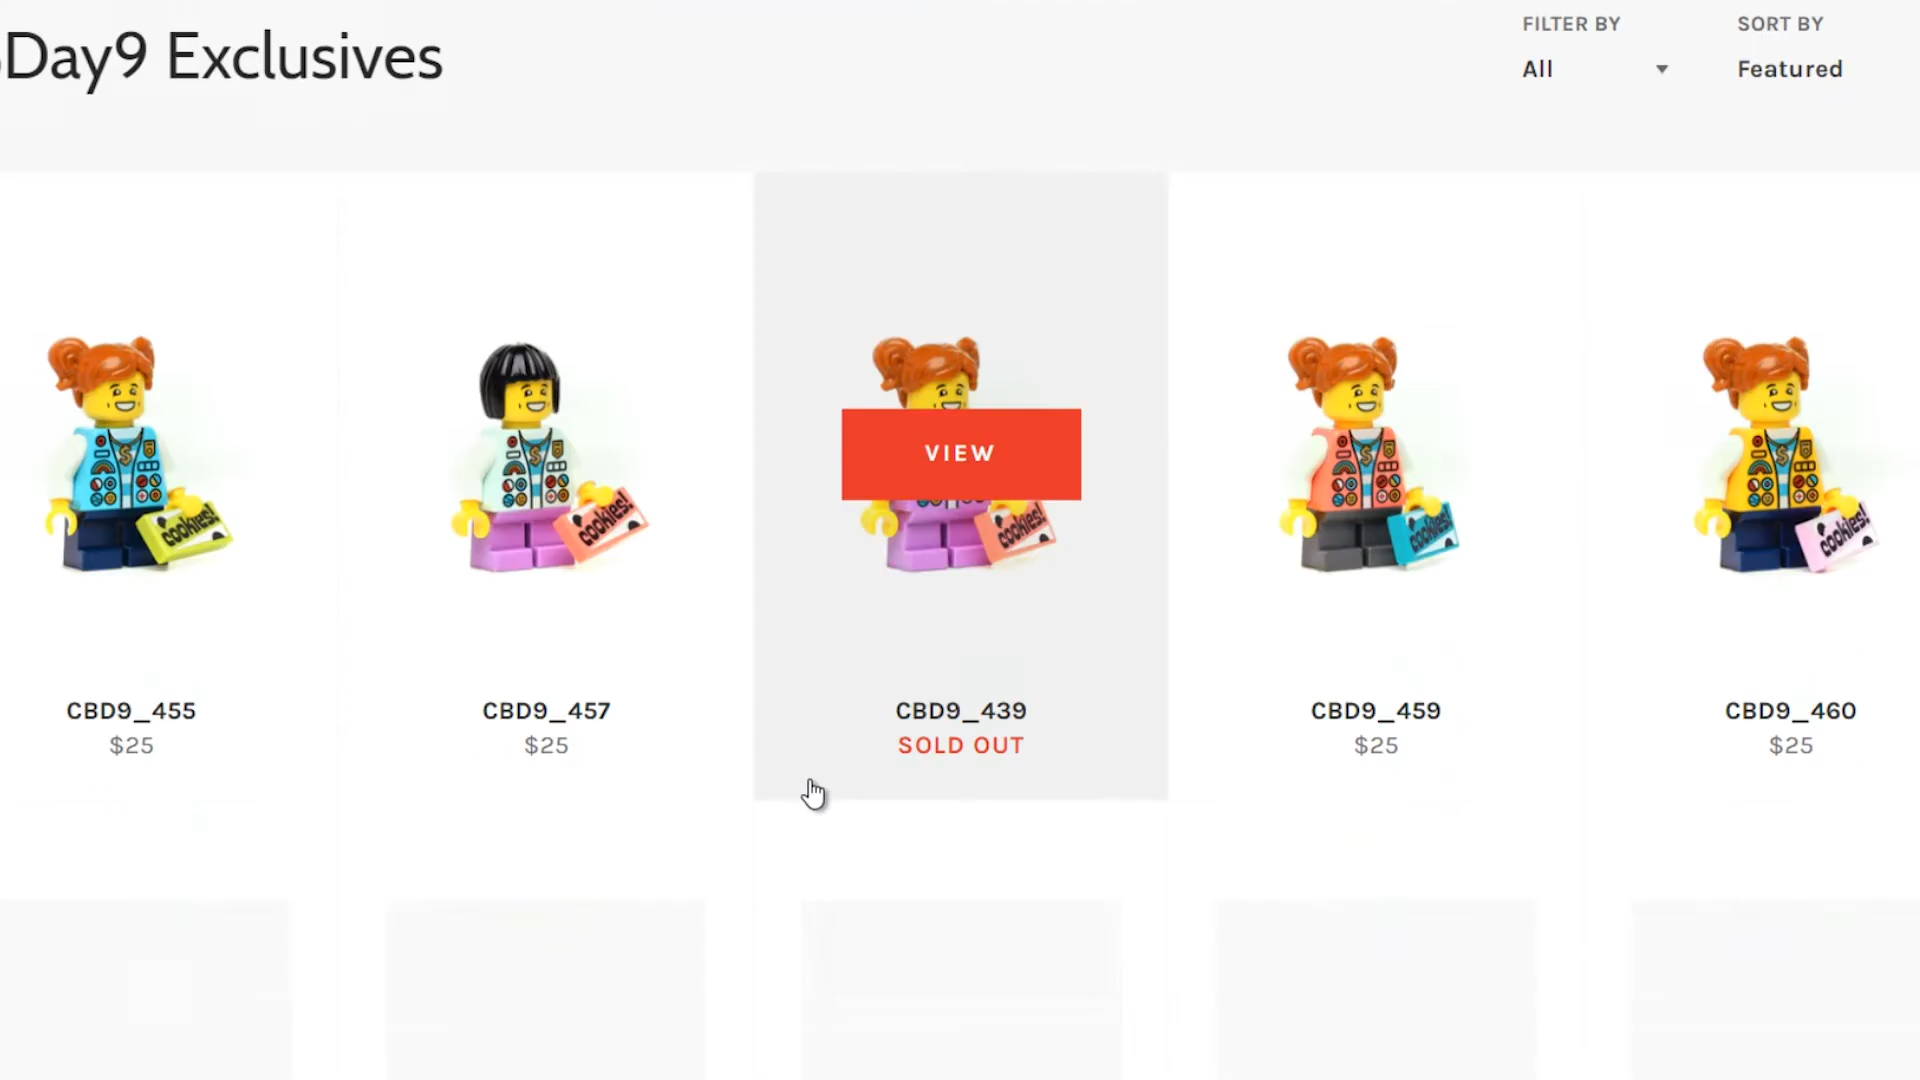 Day9 Exclusives
FILTER BY
All
SORT BY
Featured
VIEW
cookies!
cookies!
cookies!
cookies!
cookies!
CBD9_455
$25
CBD9_457
$25
CBD9_439
SOLD OUT
CBD9_459
$25
CBD9_460
$25